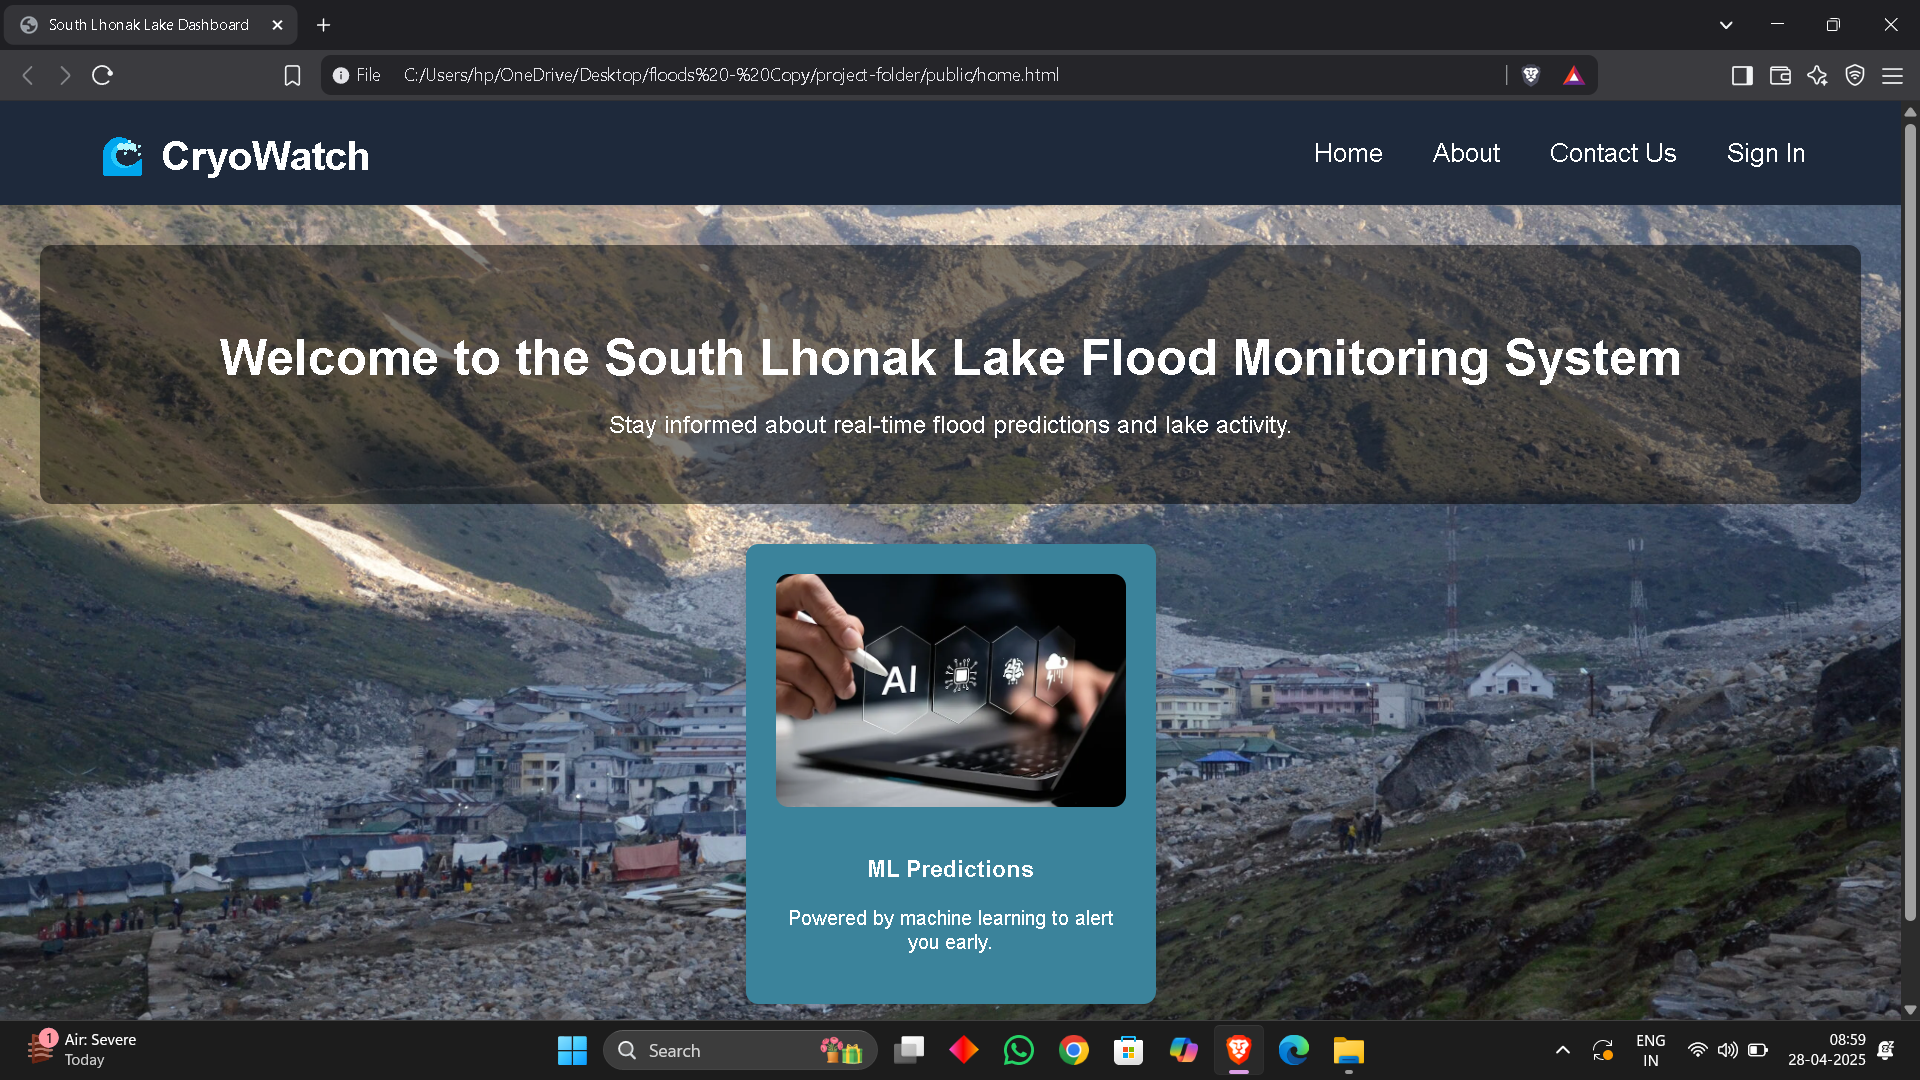 South Lhonak Lake Dashboard
File C:/Users/hp/OneDrive/Desktop/floods%20-%20Copy/project-folder/public/home.html
CryoWatch
Home About Contact Us Sign In
Welcome to the South Lhonak Lake Flood Monitoring System
Stay informed about real-time flood predictions and lake activity.
AI
ML Predictions
Powered by machine learning to alert
you early.
1
Air: Severe
Today
Search
ENG
IN
08:59
28-04-2025